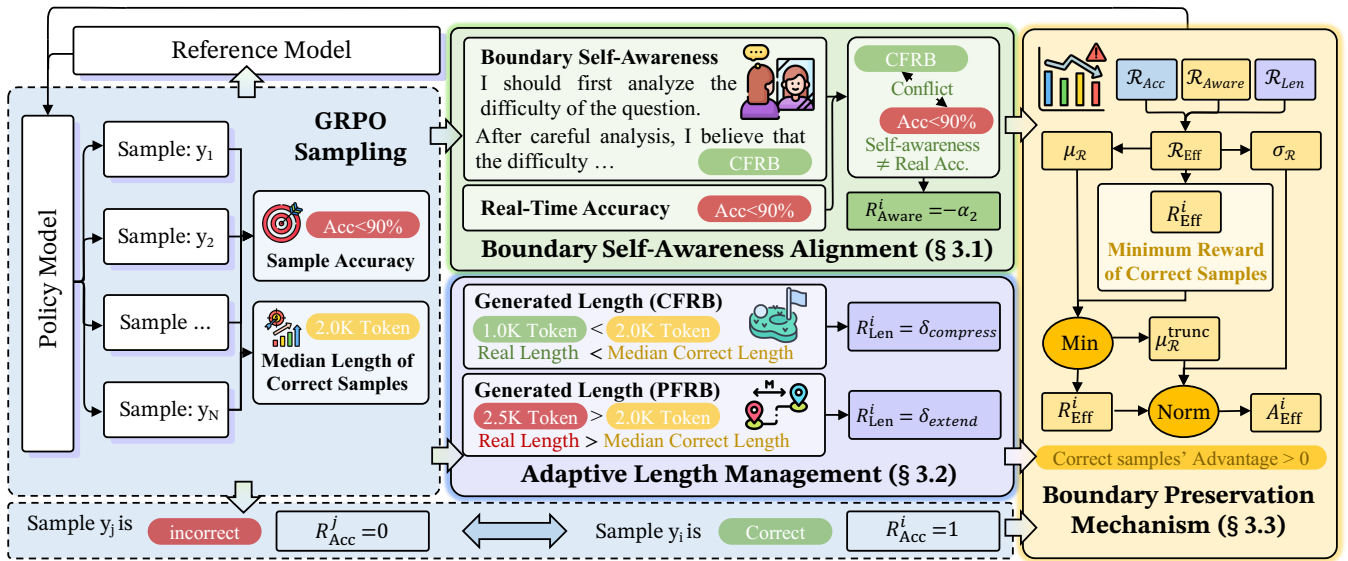 Reference Model
Policy Model
GRPO
Sampling
Sample: y₁
Sample: y₂
Sample ...
Sample: y_N
Acc<90%
Sample Accuracy
2.0K Token
Median Length of
Correct Samples
Boundary Self-Awareness
I should first analyze the
difficulty of the question.
After careful analysis, I believe that
the difficulty ...
CFRB
Real-Time Accuracy
Acc<90%
CFRB
Conflict
Acc<90%
Self-awareness
≠ Real Acc.
R^i_Aware =−α₂
Boundary Self-Awareness Alignment (§ 3.1)
Generated Length (CFRB)
1.0K Token < 2.0K Token
Real Length < Median Correct Length
R^i_Len = δ_compress
Generated Length (PFRB)
2.5K Token > 2.0K Token
Real Length > Median Correct Length
R^i_Len = δ_extend
Adaptive Length Management (§ 3.2)
ℛ_Acc
ℛ_Aware
ℛ_Len
μ_ℛ
ℛ_Eff
σ_ℛ
R^i_Eff
Minimum Reward
of Correct Samples
Min
μ^trunc_ℛ
R^i_Eff
Norm
A^i_Eff
Correct samples' Advantage > 0
Boundary Preservation
Mechanism (§ 3.3)
Sample y_j is incorrect
R^j_Acc =0
Sample y_i is Correct
R^i_Acc =1
M